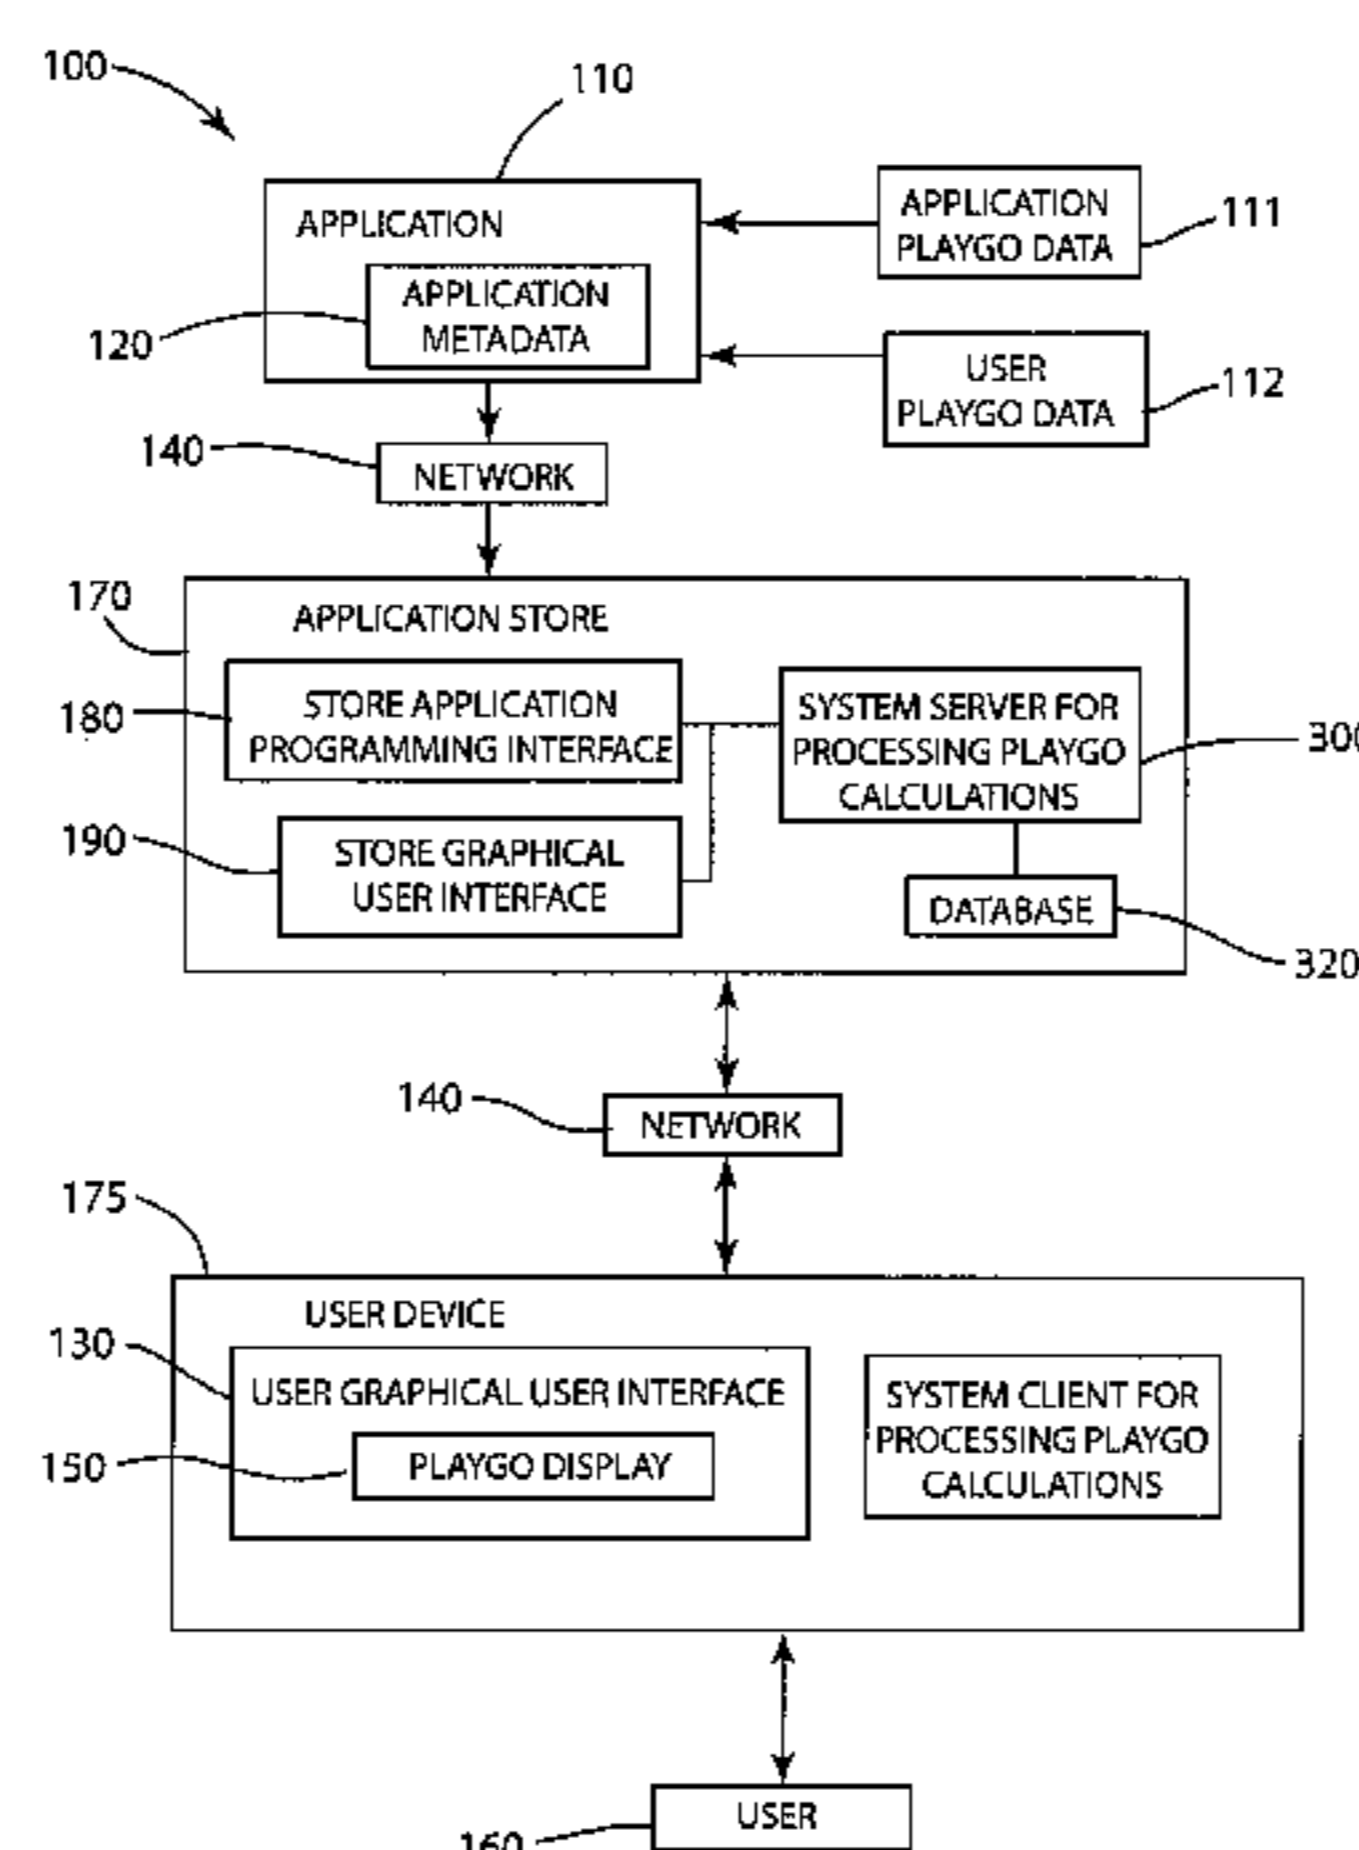 100
110
APPLICATION
APPLICATION
PLAYGO DATA
111
APPLICATION
METADATA
120
USER
PLAYGO DATA
112
140
NETWORK
170
APPLICATION STORE
STORE APPLICATION
PROGRAMMING INTERFACE
180
SYSTEM SERVER FOR
PROCESSING PLAYGO
CALCULATIONS
300
190
STORE GRAPHICAL
USER INTERFACE
DATABASE
320
140
NETWORK
175
USER DEVICE
130
USER GRAPHICAL USER INTERFACE
SYSTEM CLIENT FOR
PROCESSING PLAYGO
CALCULATIONS
150
PLAYGO DISPLAY
USER
160